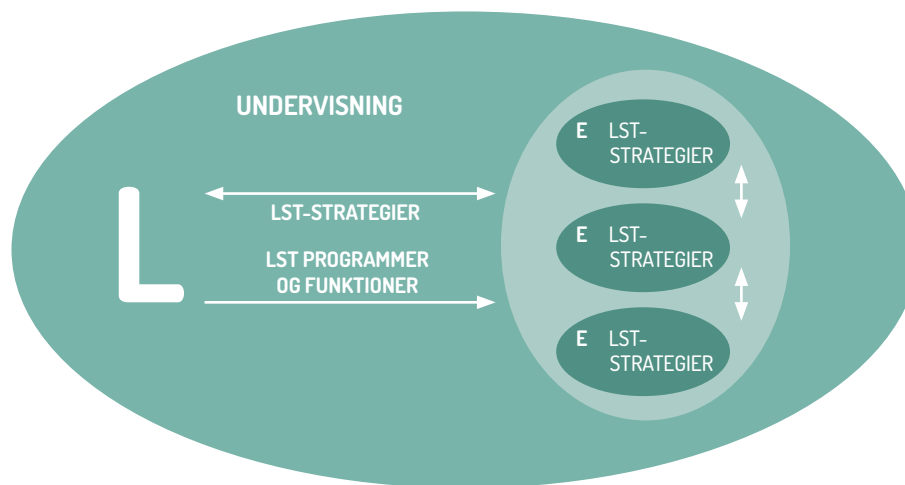 UNDERVISNING
L
LST-STRATEGIER
LST PROGRAMMER
OG FUNKTIONER
E LST-
STRATEGIER
E LST-
STRATEGIER
E LST-
STRATEGIER